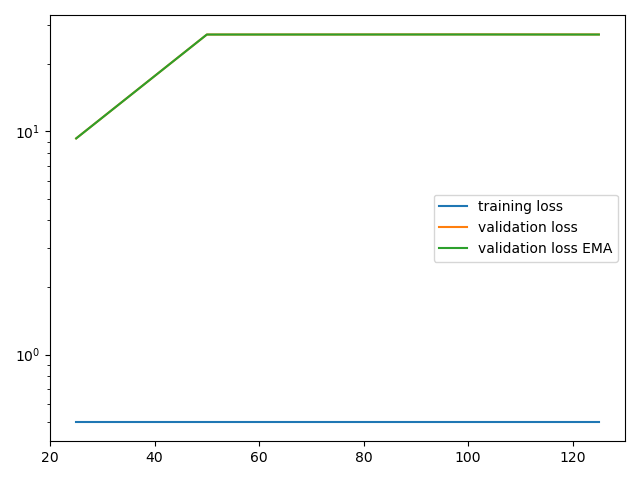 10¹
10⁰
training loss
validation loss
validation loss EMA
20 40 60 80 100 120